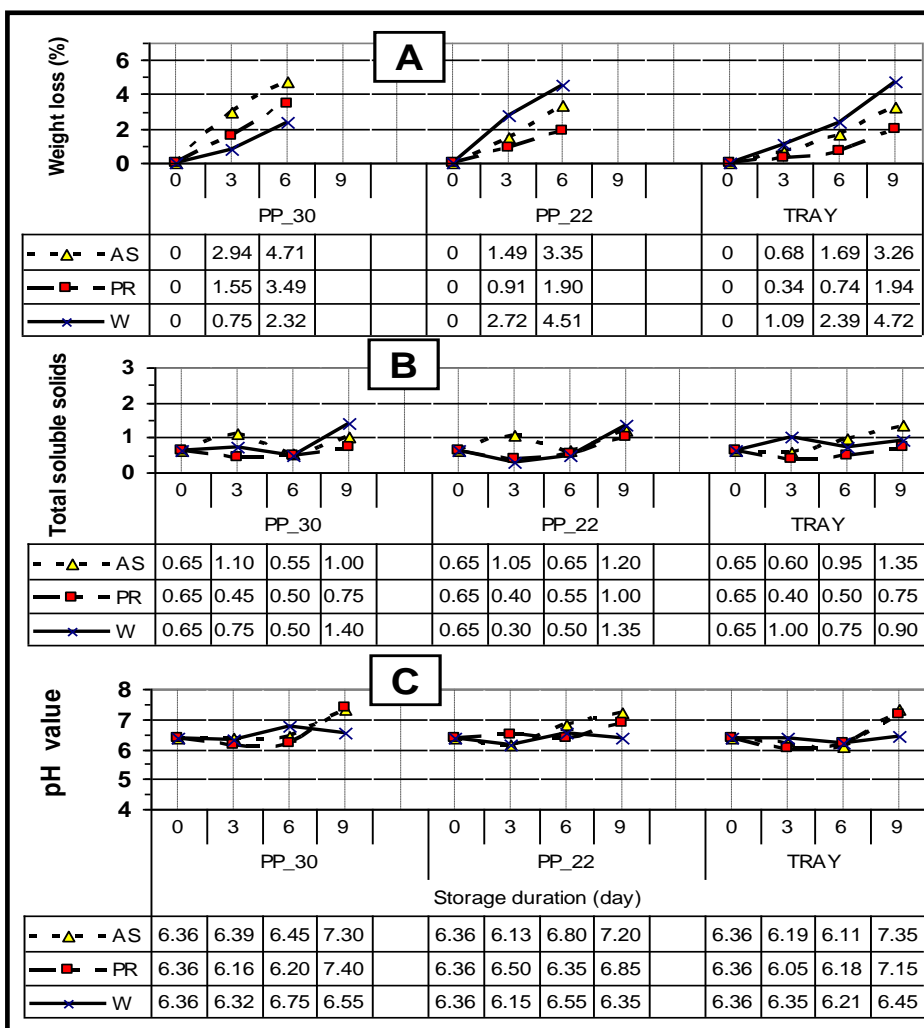 A
Weight loss (%)
6
4
2
0
0 3 6 9 0 3 6 9 0 3 6 9
PP_30 PP_22 TRAY
AS 0 2.94 4.71 0 1.49 3.35 0 0.68 1.69 3.26
PR 0 1.55 3.49 0 0.91 1.90 0 0.34 0.74 1.94
W 0 0.75 2.32 0 2.72 4.51 0 1.09 2.39 4.72
B
Total soluble solids
3
2
1
0
0 3 6 9 0 3 6 9 0 3 6 9
PP_30 PP_22 TRAY
AS 0.65 1.10 0.55 1.00 0.65 1.05 0.65 1.20 0.65 0.60 0.95 1.35
PR 0.65 0.45 0.50 0.75 0.65 0.40 0.55 1.00 0.65 0.40 0.50 0.75
W 0.65 0.75 0.50 1.40 0.65 0.30 0.50 1.35 0.65 1.00 0.75 0.90
C
pH value
8
7
6
5
4
0 3 6 9 0 3 6 9 0 3 6 9
PP_30 PP_22 TRAY
Storage duration (day)
AS 6.36 6.39 6.45 7.30 6.36 6.13 6.80 7.20 6.36 6.19 6.11 7.35
PR 6.36 6.16 6.20 7.40 6.36 6.50 6.35 6.85 6.36 6.05 6.18 7.15
W 6.36 6.32 6.75 6.55 6.36 6.15 6.55 6.35 6.36 6.35 6.21 6.45